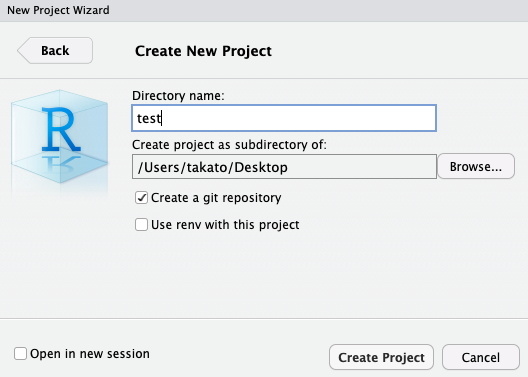 New Project Wizard
Back
Create New Project
R
Directory name:
test
Create project as subdirectory of:
/Users/takato/Desktop
Browse...
Create a git repository
Use renv with this project
Open in new session
Create Project
Cancel